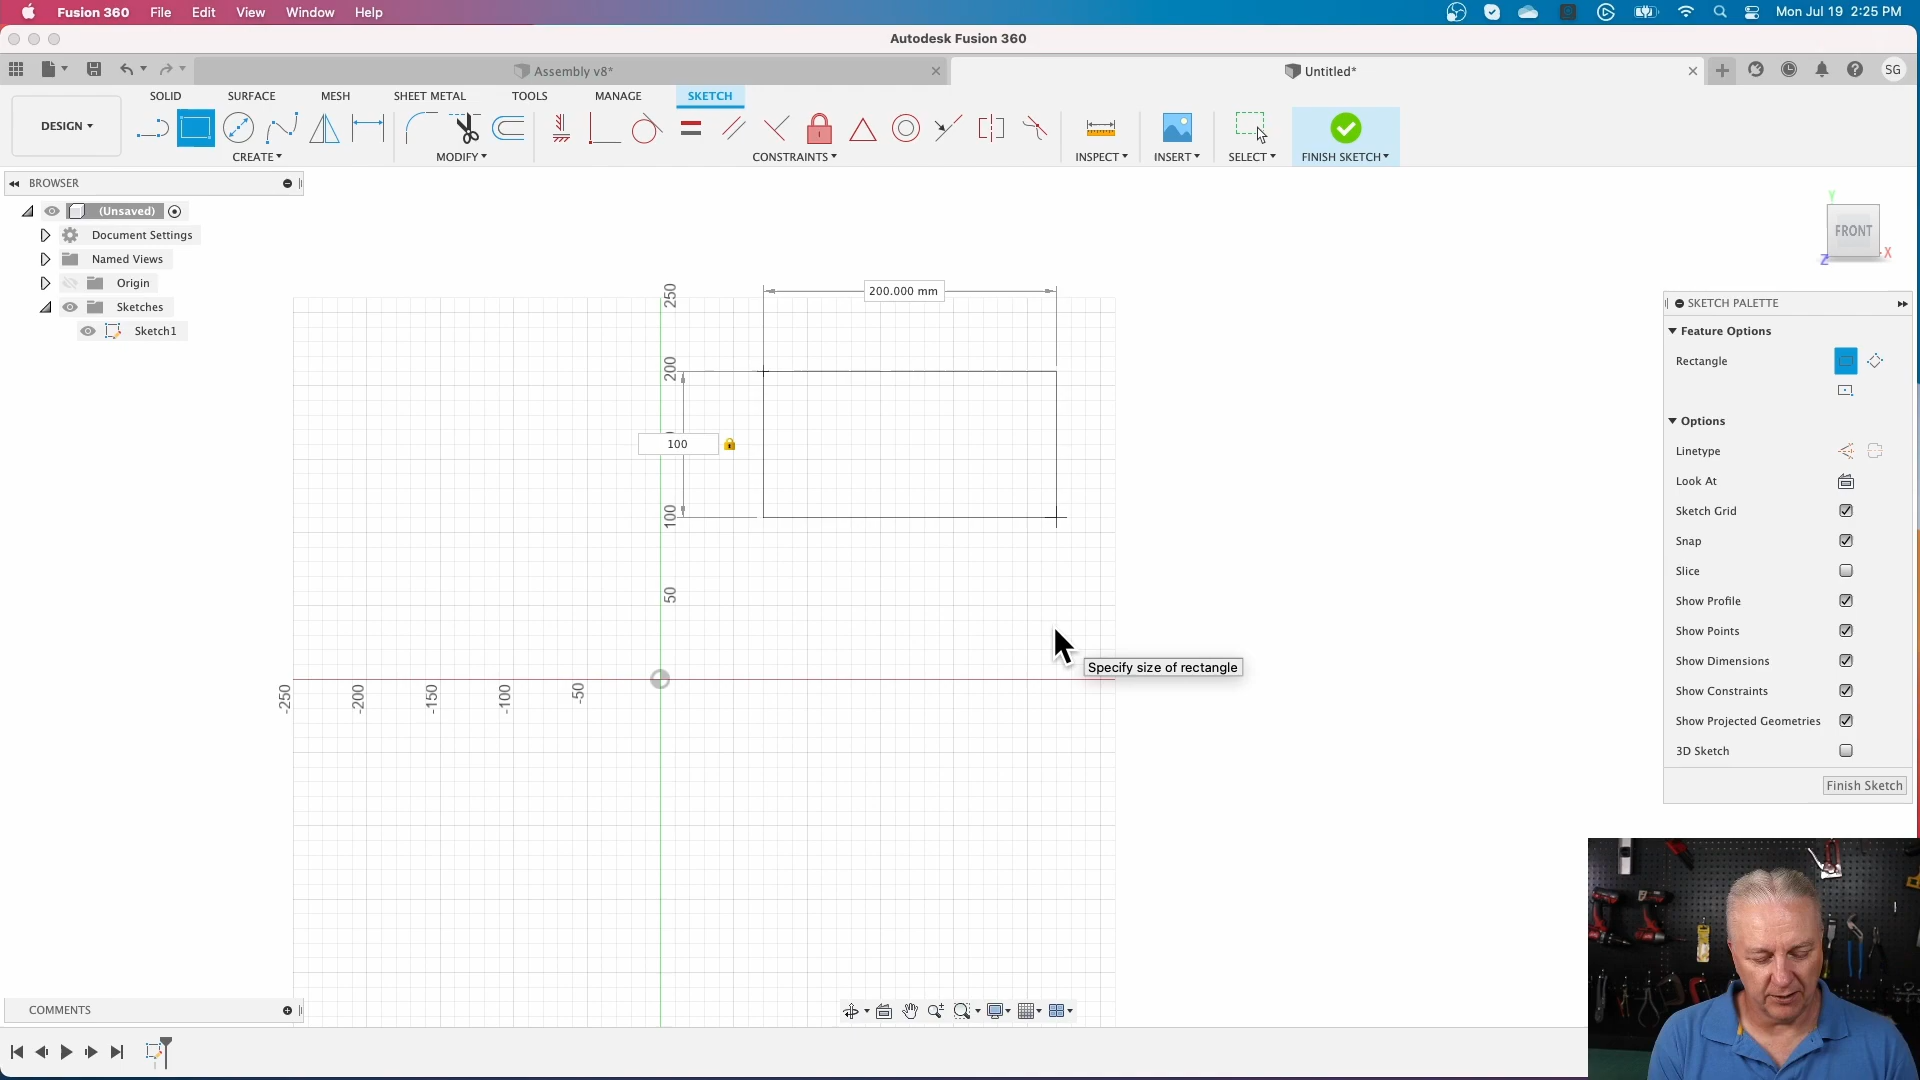 Fusion 360 File Edit View Window Help Mon Jul 19 2:25 PM
Autodesk Fusion 360
Assembly v8* Untitled* SG
SOLID SURFACE MESH SHEET METAL TOOLS MANAGE SKETCH
DESIGN
CREATE MODIFY CONSTRAINTS INSPECT INSERT SELECT FINISH SKETCH
BROWSER
(Unsaved)
Document Settings
Named Views
Origin
Sketches
Sketch1
Y
FRONT
X
Z
250
200.000 mm
200
100
100
50
-250 -200 -150 -100 -50
Specify size of rectangle
SKETCH PALETTE
Feature Options
Rectangle
Options
Linetype
Look At
Sketch Grid
Snap
Slice
Show Profile
Show Points
Show Dimensions
Show Constraints
Show Projected Geometries
3D Sketch
Finish Sketch
COMMENTS